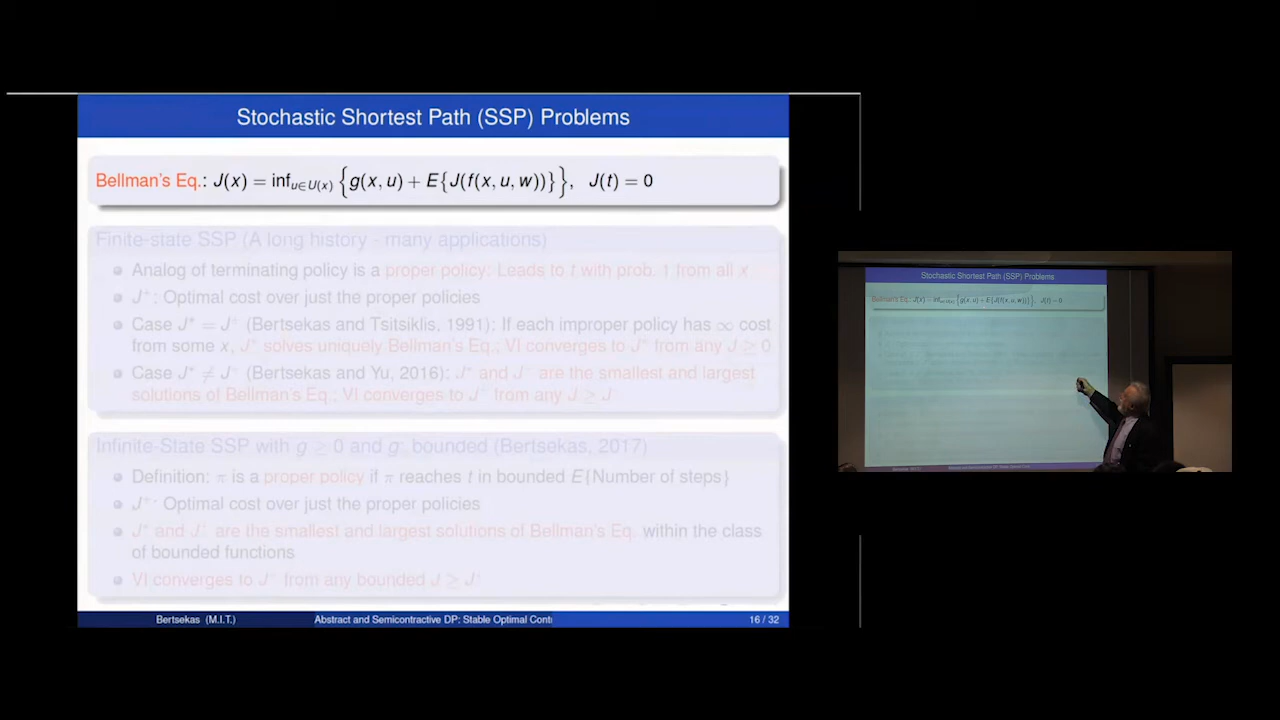 Stochastic Shortest Path (SSP) Problems
Bellman's Eq.: J(x) = inf_{u∈U(x)} {g(x, u) + E{J(f(x, u, w))}}, J(t) = 0
Finite-state SSP (A long history - many applications)
Analog of terminating policy is a proper policy: Leads to t with prob. 1 from all x
J⁺: Optimal cost over just the proper policies
Case J* = J⁺ (Bertsekas and Tsitsiklis, 1991): If each improper policy has ∞ cost
from some x, J* solves uniquely Bellman's Eq.; VI converges to J* from any J ≥ 0
Case J* ≠ J⁺ (Bertsekas and Yu, 2016): J* and J⁺ are the smallest and largest
solutions of Bellman's Eq.; VI converges to J⁺ from any J ≥ J⁺
Infinite-State SSP with g ≥ 0 and g bounded (Bertsekas, 2017)
Definition: π is a proper policy if π reaches t in bounded E{Number of steps}
J⁺: Optimal cost over just the proper policies
J* and J⁺ are the smallest and largest solutions of Bellman's Eq. within the class
of bounded functions
VI converges to J⁺ from any bounded J ≥ J⁺
Bertsekas (M.I.T.) Abstract and Semicontractive DP: Stable Optimal Cont 16 / 32
Stochastic Shortest Path (SSP) Problems
Bellman's Eq.: J(x) = inf_{u∈U(x)} {g(x, u) + E{J(f(x, u, w))}}, J(t) = 0